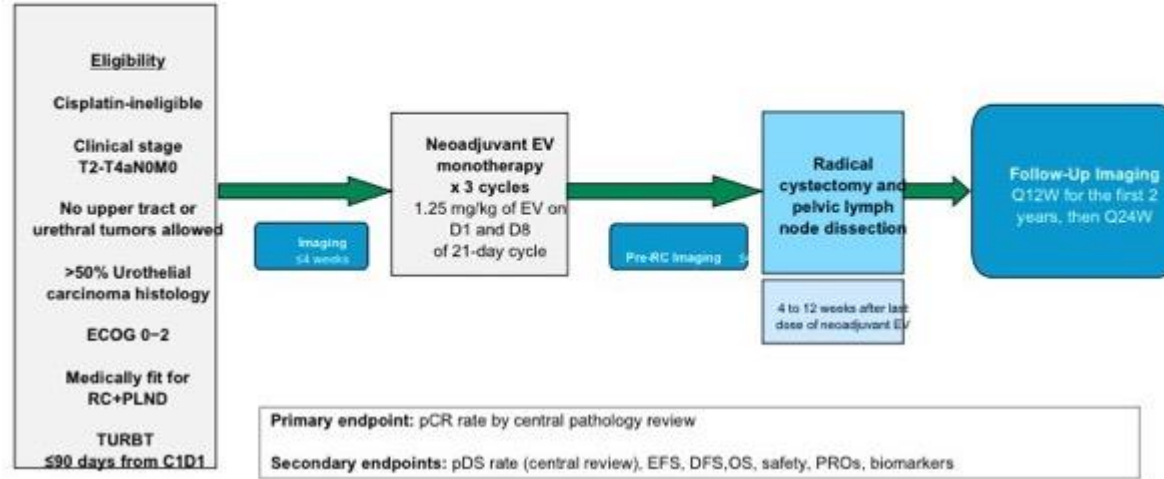 Eligibility
Cisplatin-ineligible
Clinical stage
T2-T4aN0M0
No upper tract or
urethral tumors allowed
>50% Urothelial
carcinoma histology
ECOG 0−2
Medically fit for
RC+PLND
TURBT
≤90 days from C1D1
Imaging
≤4 weeks
Neoadjuvant EV
monotherapy
x 3 cycles
1.25 mg/kg of EV on
D1 and D8
of 21-day cycle
Pre-RC Imaging
Radical
cystectomy and
pelvic lymph
node dissection
4 to 12 weeks after last
dose of neoadjuvant EV
Follow-Up Imaging
Q12W for the first 2
years, then Q24W
Primary endpoint: pCR rate by central pathology review
Secondary endpoints: pDS rate (central review), EFS, DFS,OS, safety, PROs, biomarkers